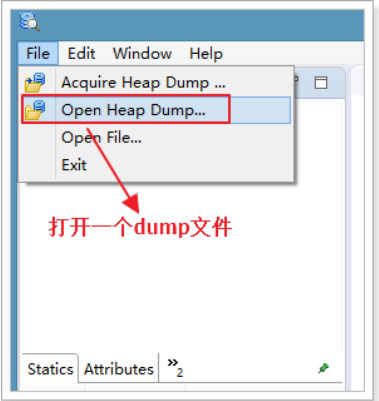 File Edit Window Help
Acquire Heap Dump ...
Open Heap Dump...
Open File...
Exit
打开一个dump文件
Statics Attributes »2